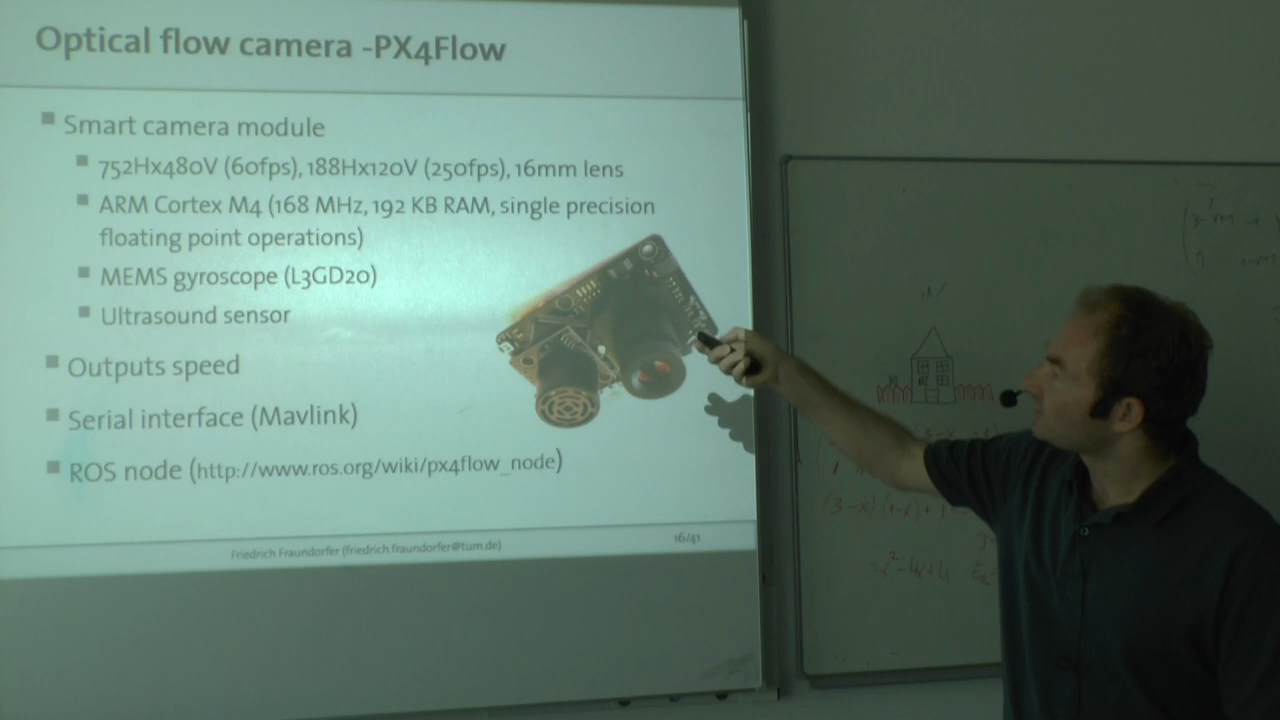 Optical flow camera -PX4Flow
Smart camera module
752Hx480V (60fps), 188Hx120V (250fps), 16mm lens
ARM Cortex M4 (168 MHz, 192 KB RAM, single precision
floating point operations)
MEMS gyroscope (L3GD20)
Ultrasound sensor
Outputs speed
Serial interface (Mavlink)
ROS node (http://www.ros.org/wiki/px4flow_node)
Friedrich Fraundorfer (friedrich.fraundorfer@tum.de)
16/41